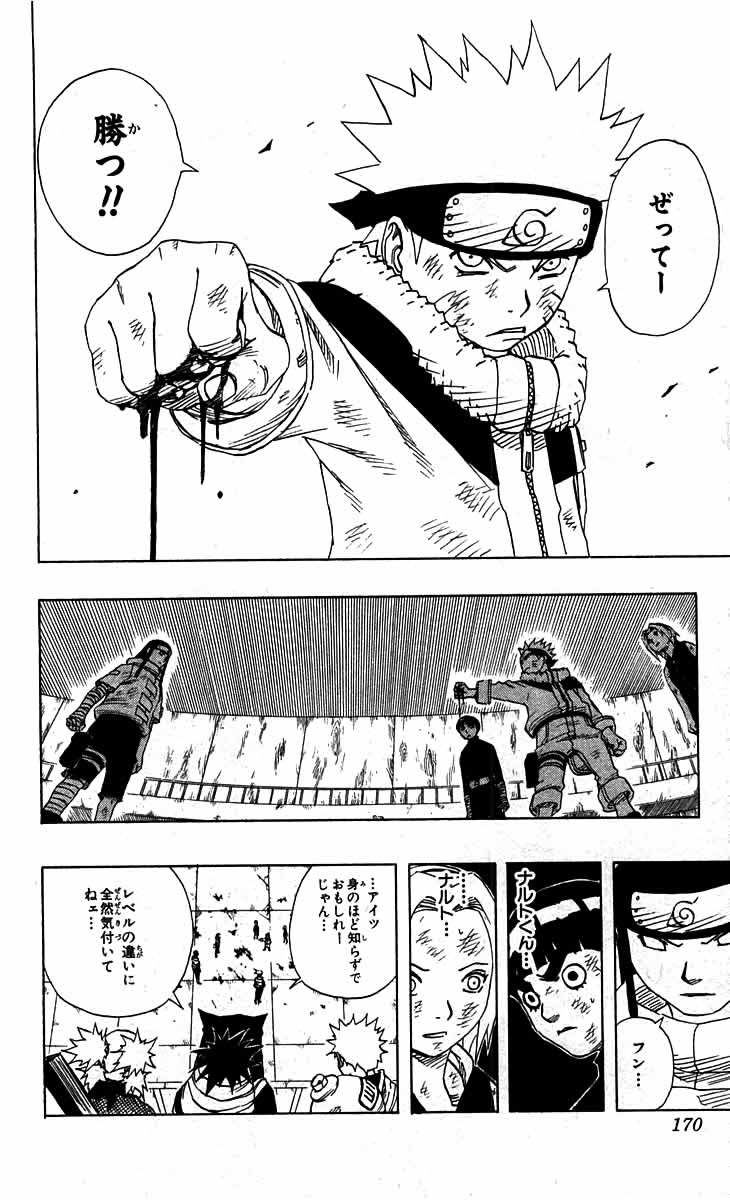 ぜってー
勝つ!!
フン…
ナルトくん…
……
ナルト…
…アイツ
身のほど知らずで
おもしれー
じゃん…
レベルの違いに
全然気付いて
ねェ…
170